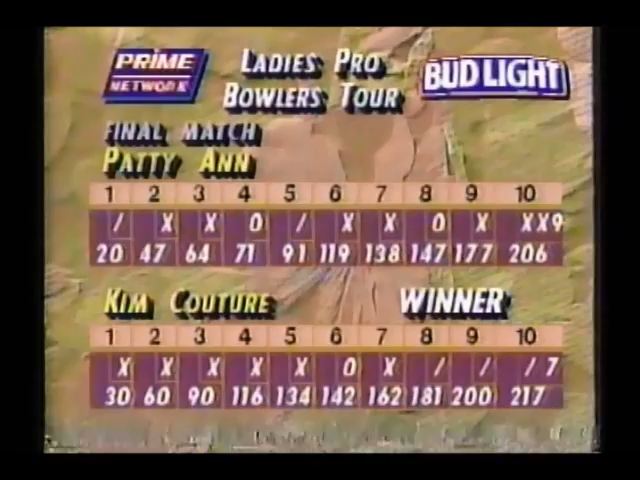 PRIME
NETWORK
LADIES PRO
BOWLERS TOUR
BUD LIGHT
FINAL MATCH
PATTY ANN
1 2 3 4 5 6 7 8 9 10
/ X X O / X X O X XX9
20 47 64 71 91 119 138 147 177 206
KIM COUTURE WINNER
1 2 3 4 5 6 7 8 9 10
X X X X X O X / / / 7
30 60 90 116 134 142 162 181 200 217